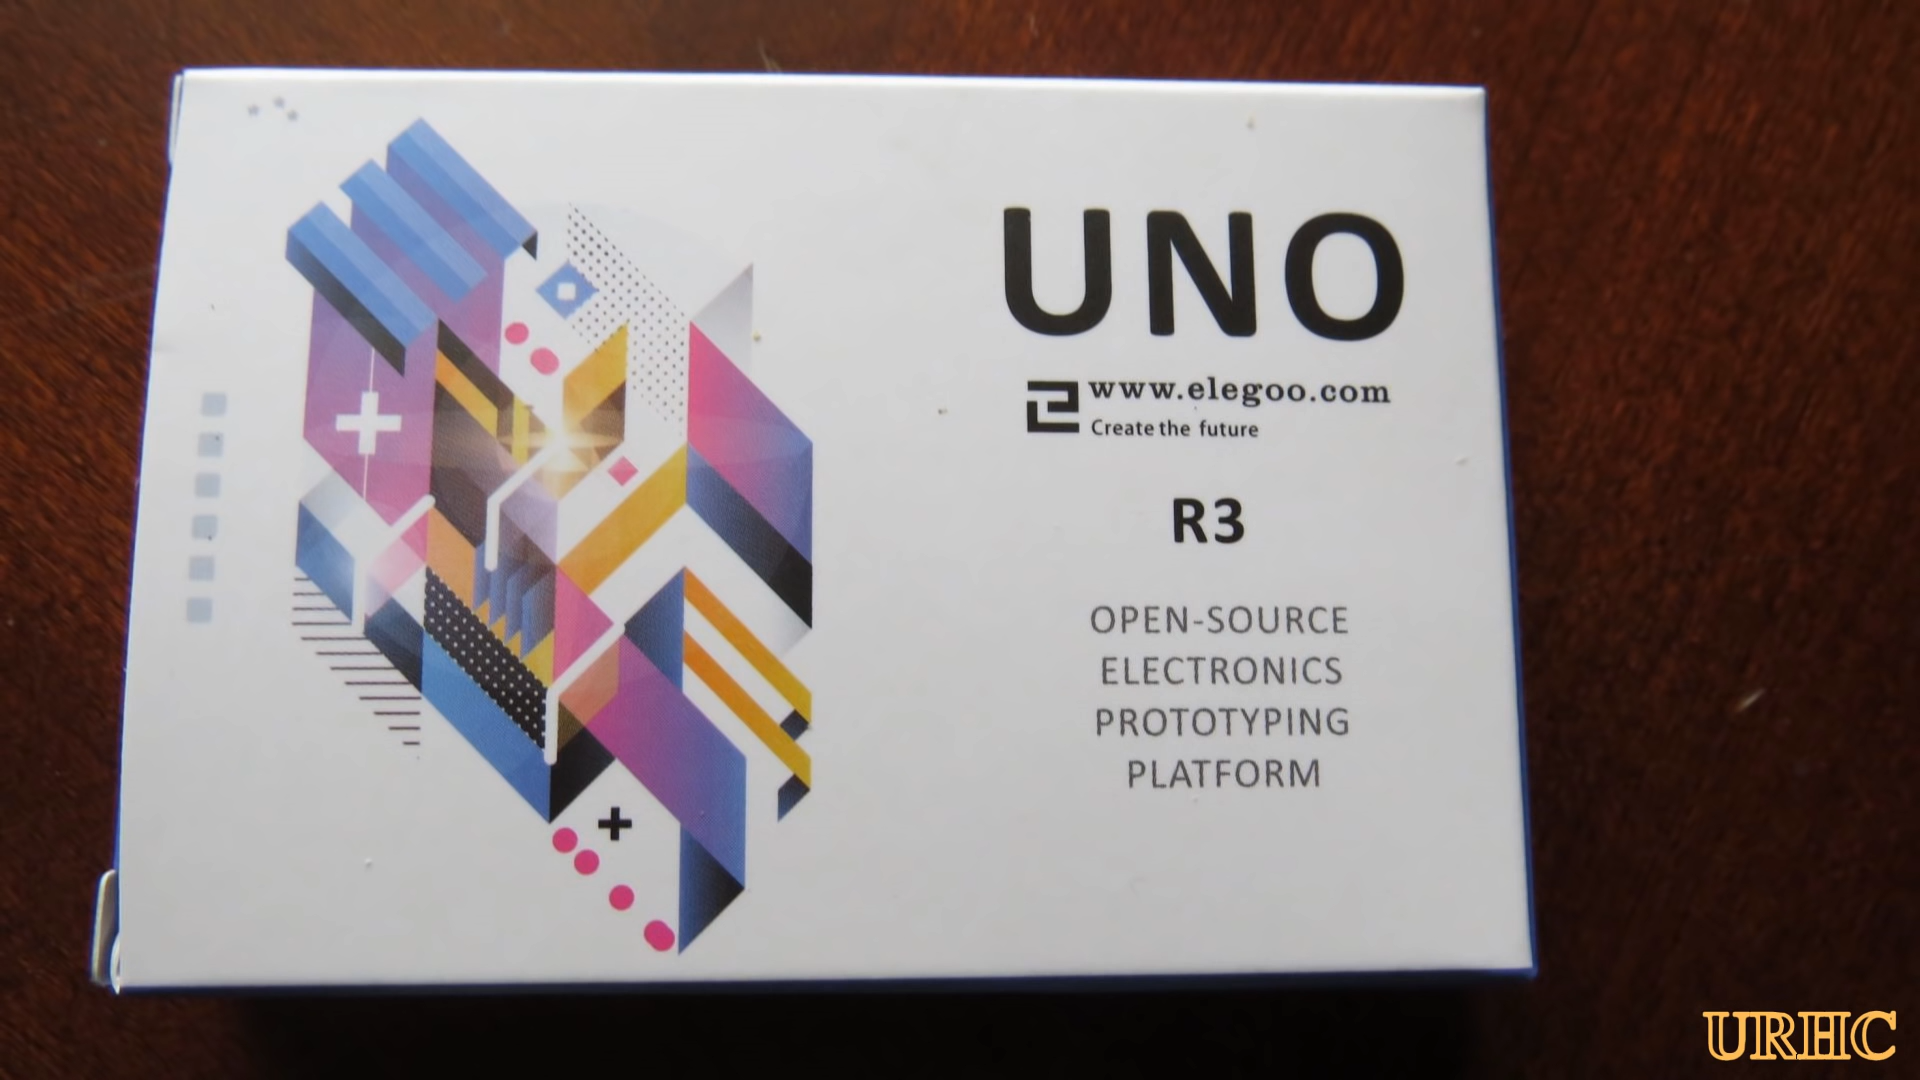 UNO
www.elegoo.com
Create the future
R3
OPEN-SOURCE
ELECTRONICS
PROTOTYPING
PLATFORM
URHC